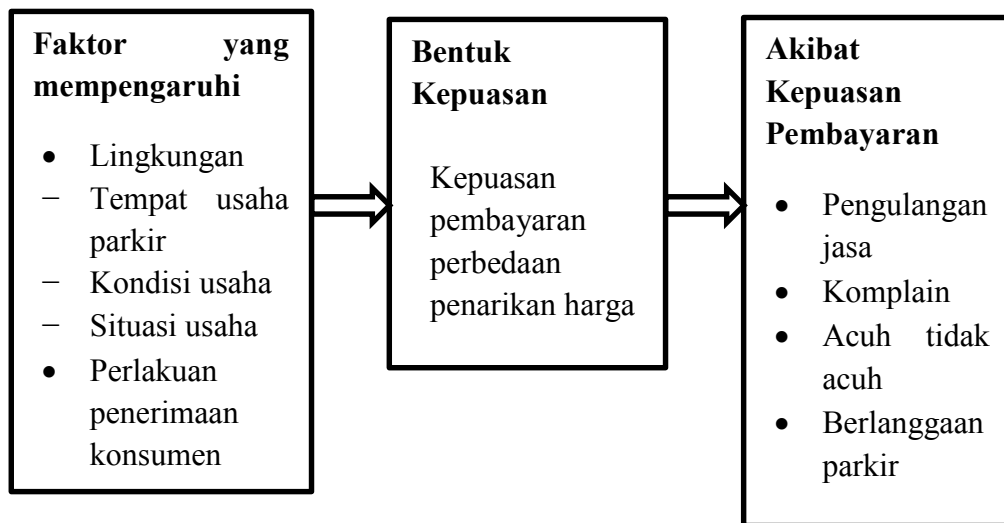 Faktor yang
mempengaruhi
• Lingkungan
− Tempat usaha
parkir
− Kondisi usaha
− Situasi usaha
• Perlakuan
penerimaan
konsumen
Bentuk
Kepuasan
Kepuasan
pembayaran
perbedaan
penarikan harga
Akibat
Kepuasan
Pembayaran
• Pengulangan
jasa
• Komplain
• Acuh tidak
acuh
• Berlanggaan
parkir